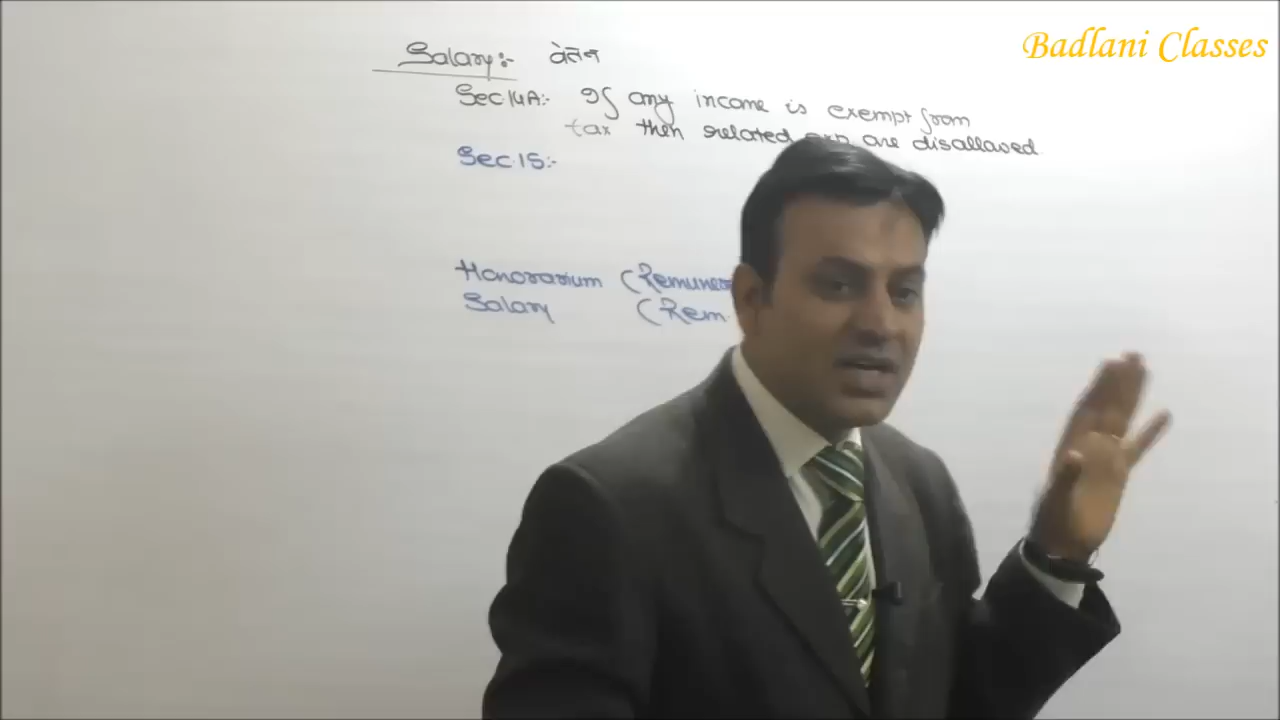 Badlani Classes
Salary:- वेतन
Sec 14A:- If any income is exempt from
tax then related exp are disallowed
Sec 15:-
Honorarium (Remuner
Salary (Rem